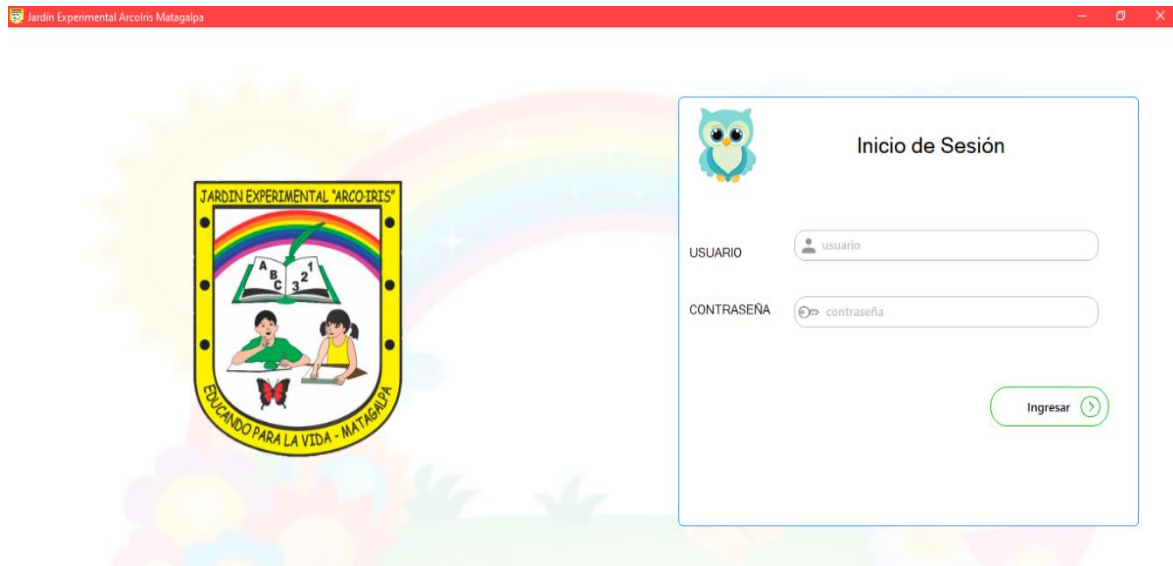 Jardín Experimental ArcoIris Matagalpa
JARDIN EXPERIMENTAL "ARCO-IRIS"
A
B
C
1
2
3
EDUCANDO PARA LA VIDA - MATAGALPA
Inicio de Sesión
USUARIO
usuario
CONTRASEÑA
contraseña
Ingresar